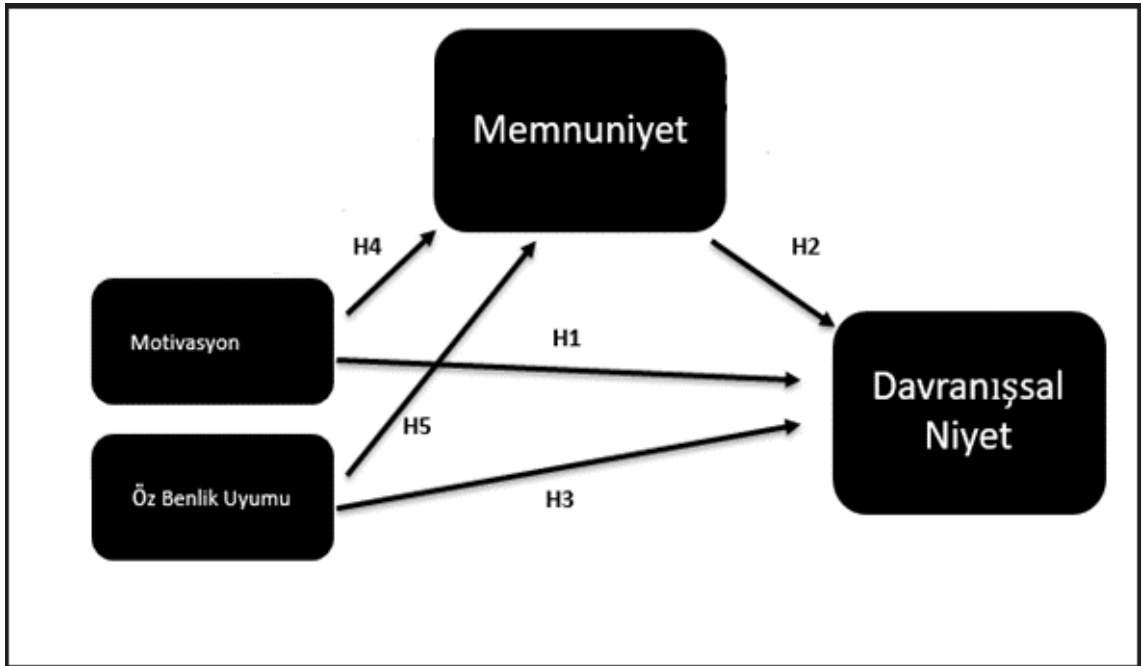 Memnuniyet
H4
H2
Motivasyon
H1
Davranışsal
Niyet
H5
Öz Benlik Uyumu
H3